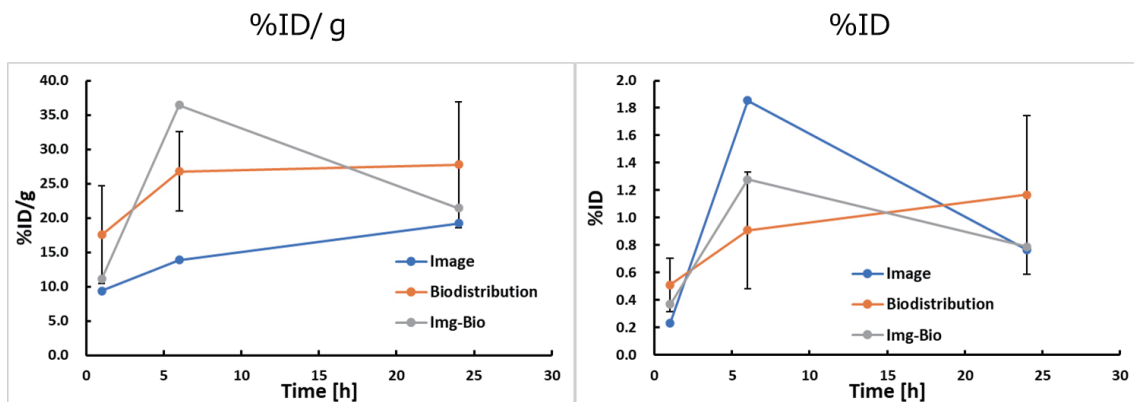 %ID/ g
%ID
40.0
35.0
30.0
25.0
20.0
15.0
10.0
5.0
0.0
%ID/g
Image
Biodistribution
Img-Bio
0 5 10 15 20 25 30
Time [h]
2.0
1.8
1.6
1.4
1.2
1.0
0.8
0.6
0.4
0.2
0.0
%ID
Image
Biodistribution
Img-Bio
0 5 10 15 20 25 30
Time [h]